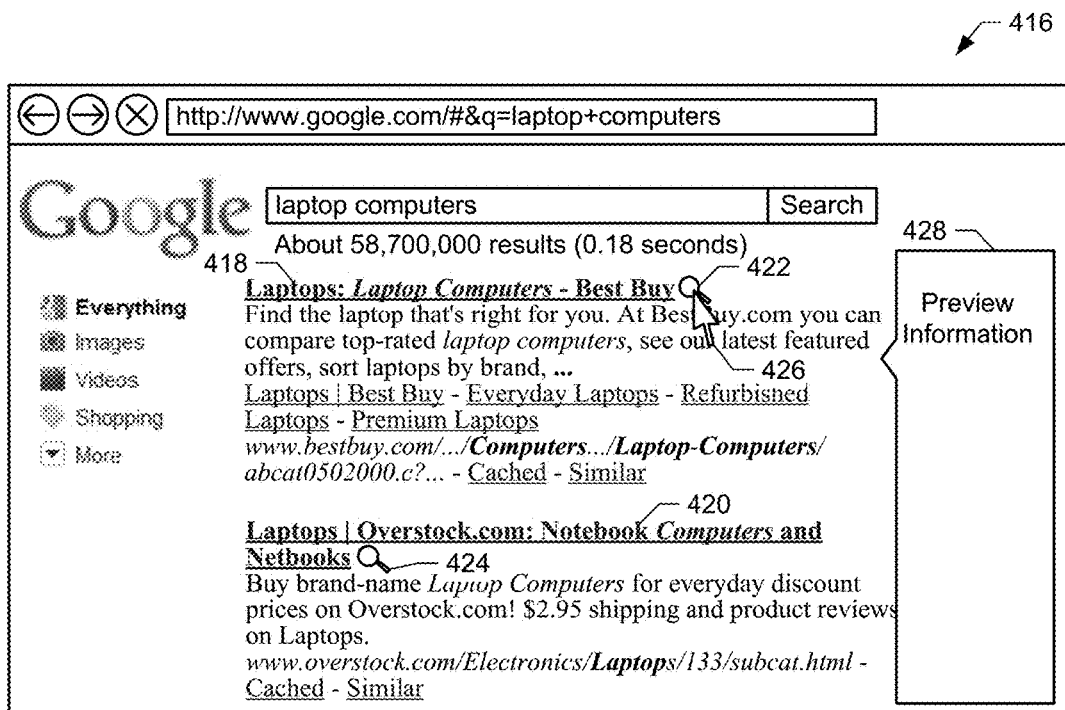 416
http://www.google.com/#&q=laptop+computers
Google
laptop computers Search
About 58,700,000 results (0.18 seconds)
428
418
422
Laptops: Laptop Computers - Best Buy
Find the laptop that's right for you. At BestBuy.com you can
compare top-rated laptop computers, see our latest featured
offers, sort laptops by brand, ...
426
Laptops | Best Buy - Everyday Laptops - Refurbished
Laptops - Premium Laptops
www.bestbuy.com/.../Computers.../Laptop-Computers/
abcat0502000.c?... - Cached - Similar
Everything
Images
Videos
Shopping
More
420
Laptops | Overstock.com: Notebook Computers and
Netbooks
424
Buy brand-name Laptop Computers for everyday discount
prices on Overstock.com! $2.95 shipping and product reviews
on Laptops.
www.overstock.com/Electronics/Laptops/133/subcat.html -
Cached - Similar
Preview
Information